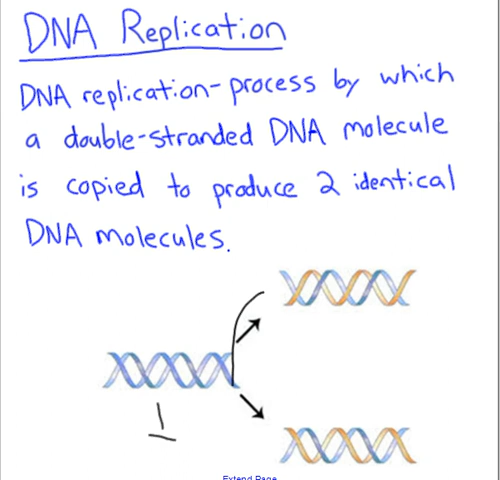 DNA Replication
DNA replication- process by which
a double-stranded DNA molecule
is copied to produce 2 identical
DNA molecules.
1
Extend Page